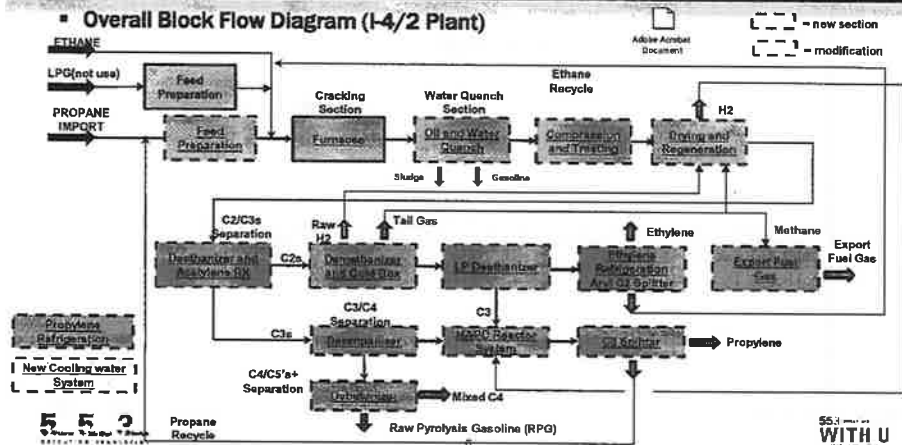 ▪ Overall Block Flow Diagram (I-4/2 Plant)
Adobe Acrobat
Document
= new section
= modification
ETHANE
LPG(not use)
Feed
Preparation
PROPANE
IMPORT
Feed
Preparation
Cracking
Section
Furnaces
Water Quench
Section
Oil and Water
Quench
Sludge
Gasoline
Compression
and Treating
Ethane
Recycle
Drying and
Regeneration
H2
C2/C3s
Separation
Deethanizer and
Acetylene RX
C2s
Raw
H2
Tail Gas
Demethanizer
and Cold Box
LP Deethanizer
Ethylene
Ethylene
Refrigeration
And C2 Splitter
Methane
Export Fuel
Gas
Export
Fuel Gas
Propylene
Refrigeration
New Cooling water
System
C3s
C3/C4
Separation
Depropanizer
C3
MAPD Reactor
System
C3 Splitter
Propylene
C4/C5's+
Separation
Debutanizer
Mixed C4
Raw Pyrolysis Gasoline (RPG)
Propane
Recycle
5 5 3
553
WITH U